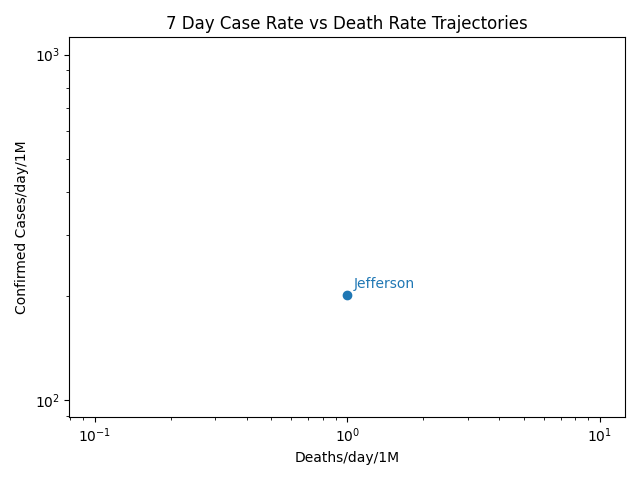 7 Day Case Rate vs Death Rate Trajectories
Confirmed Cases/day/1M
10³
10²
Jefferson
10⁻¹
10⁰
10¹
Deaths/day/1M